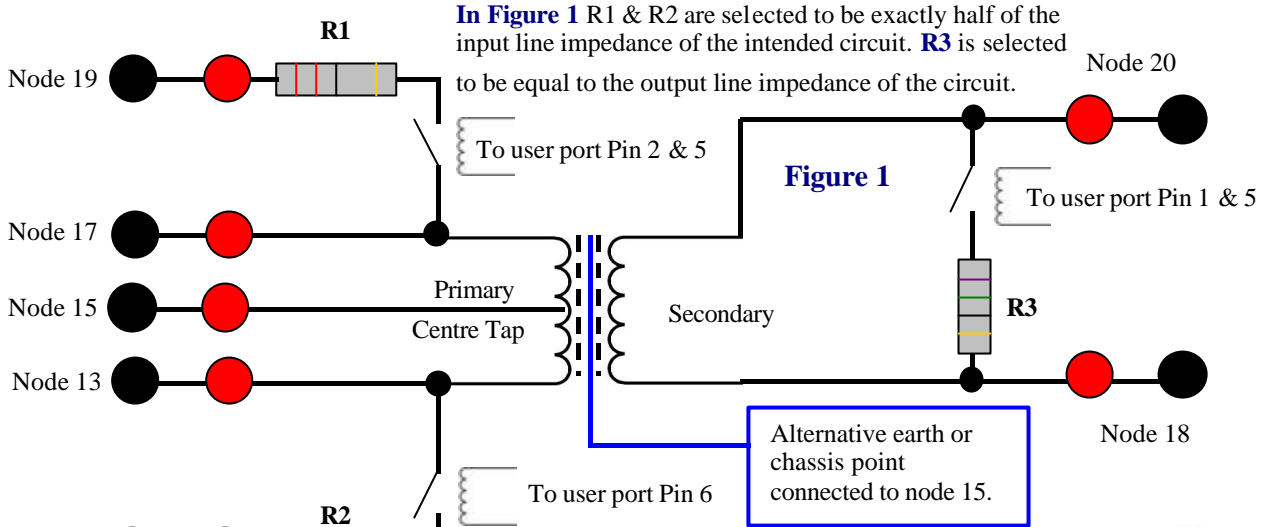 In Figure 1 R1 & R2 are selected to be exactly half of the
input line impedance of the intended circuit. R3 is selected
to be equal to the output line impedance of the circuit.
R1
Node 19
Node 20
To user port Pin 2 & 5
Figure 1
To user port Pin 1 & 5
Node 17
Node 15
Primary
Centre Tap
Secondary
R3
Node 13
Node 18
Alternative earth or
chassis point
connected to node 15.
To user port Pin 6
R2